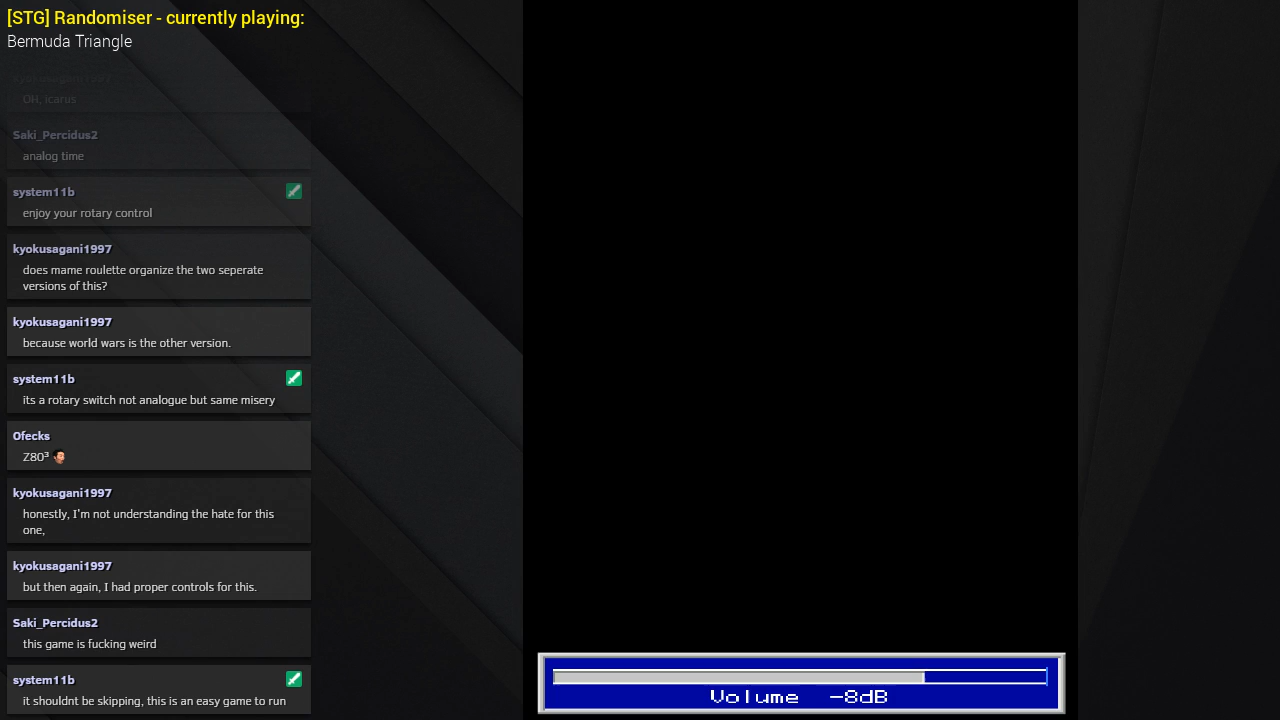 [STG] Randomiser - currently playing:
Bermuda Triangle
kyokusagani1997
OH, icarus
Saki_Percidus2
analog time
system11b
enjoy your rotary control
kyokusagani1997
does mame roulette organize the two seperate
versions of this?
kyokusagani1997
because world wars is the other version.
system11b
its a rotary switch not analogue but same misery
Ofecks
Z80³
kyokusagani1997
honestly, I'm not understanding the hate for this
one,
kyokusagani1997
but then again, I had proper controls for this.
Saki_Percidus2
this game is fucking weird
system11b
it shouldnt be skipping, this is an easy game to run
Volume -8dB